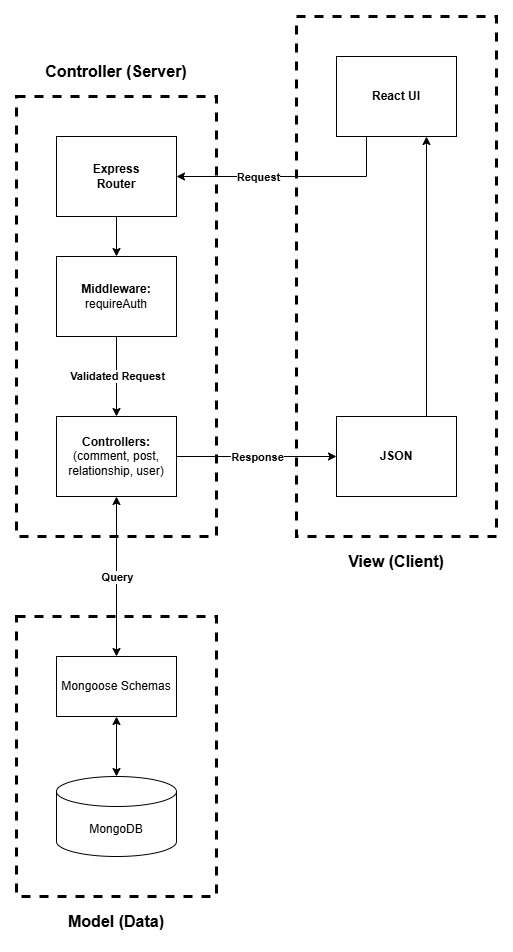 Controller (Server)
React UI
Express
Router
Request
Middleware:
requireAuth
Validated Request
Controllers:
(comment, post,
relationship, user)
Response
JSON
View (Client)
Query
Mongoose Schemas
MongoDB
Model (Data)